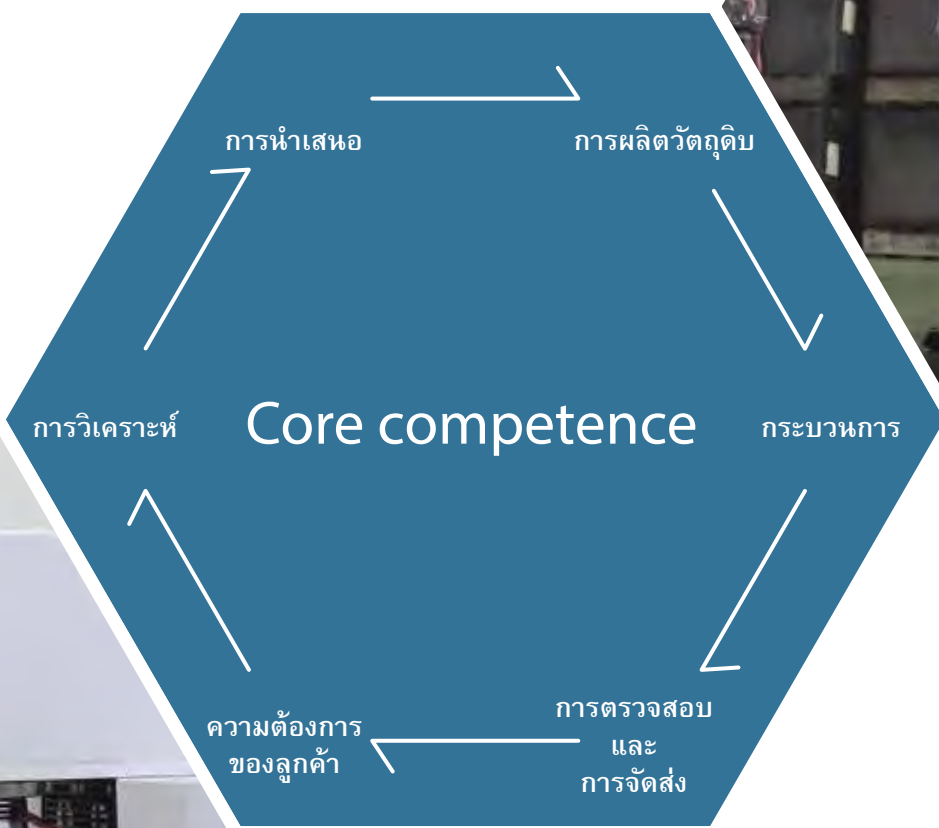 การนำเสนอ
การผลิตวัตถุดิบ
การวิเคราะห์
Core competence
กระบวนการ
ความต้องการ
ของลูกค้า
การตรวจสอบ
และ
การจัดส่ง